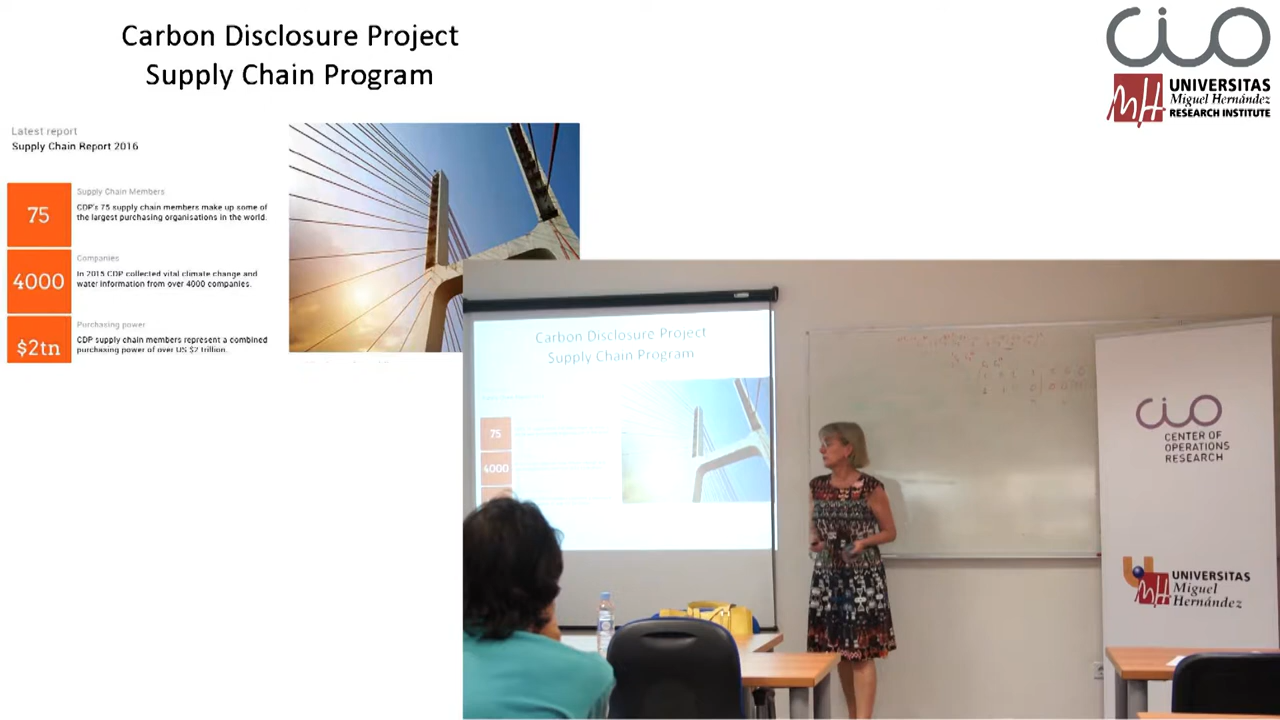 Carbon Disclosure Project
Supply Chain Program
CIO
UNIVERSITAS
Miguel Hernández
RESEARCH INSTITUTE
Latest report
Supply Chain Report 2016
75
Supply Chain Members
CDP's 75 supply chain members make up some of
the largest purchasing organisations in the world.
4000
Companies
In 2015 CDP collected vital climate change and
water information from over 4000 companies.
$2tn
Purchasing power
CDP supply chain members represent a combined
purchasing power of over US $2 trillion.
Carbon Disclosure Project
Supply Chain Program
75
4000
CIO
CENTER OF
OPERATIONS
RESEARCH
UNIVERSITAS
Miguel
Hernández